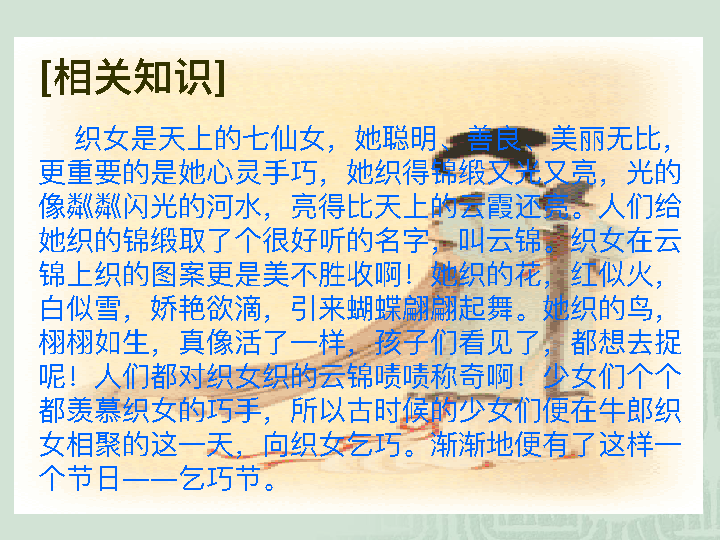 [相关知识]
织女是天上的七仙女，她聪明、善良、美丽无比，
更重要的是她心灵手巧，她织得锦缎又光又亮，光的
像粼粼闪光的河水，亮得比天上的云霞还亮。人们给
她织的锦缎取了个很好听的名字，叫云锦。织女在云
锦上织的图案更是美不胜收啊！她织的花，红似火，
白似雪，娇艳欲滴，引来蝴蝶翩翩起舞。她织的鸟，
栩栩如生，真像活了一样，孩子们看见了，都想去捉
呢！人们都对织女织的云锦啧啧称奇啊！少女们个个
都羡慕织女的巧手，所以古时候的少女们便在牛郎织
女相聚的这一天，向织女乞巧。渐渐地便有了这样一
个节日——乞巧节。